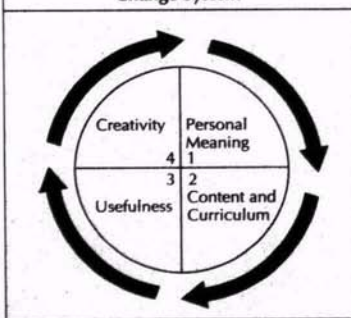 Change System
Creativity
4
Personal
Meaning
1
3
Usefulness
2
Content and
Curriculum